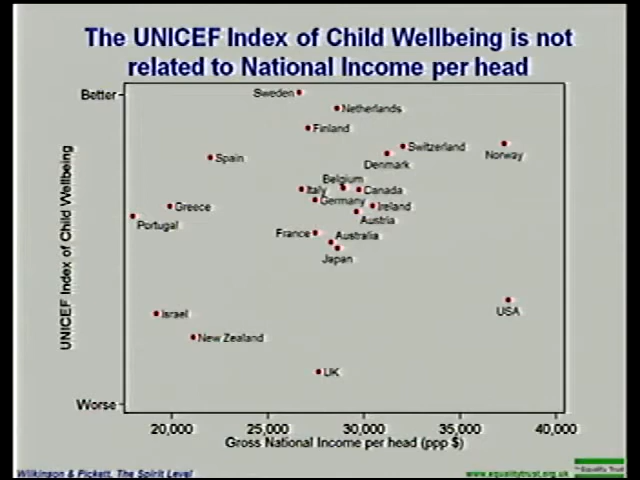 The UNICEF Index of Child Wellbeing is not
related to National Income per head
Better
Sweden
Netherlands
Finland
Switzerland
Norway
Spain
Denmark
Belgium
Italy
Canada
Germany
Greece
Ireland
Portugal
Austria
France
Australia
Japan
Israel
USA
New Zealand
UK
Worse
UNICEF Index of Child Wellbeing
20,000
25,000
30,000
35,000
40,000
Gross National Income per head (ppp $)
Wilkinson & Pickett, The Spirit Level
www.equalitytrust.org.uk
Equality Trust